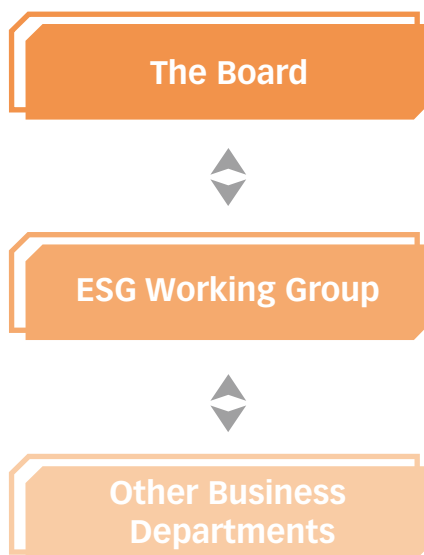 The Board
ESG Working Group
Other Business
Departments